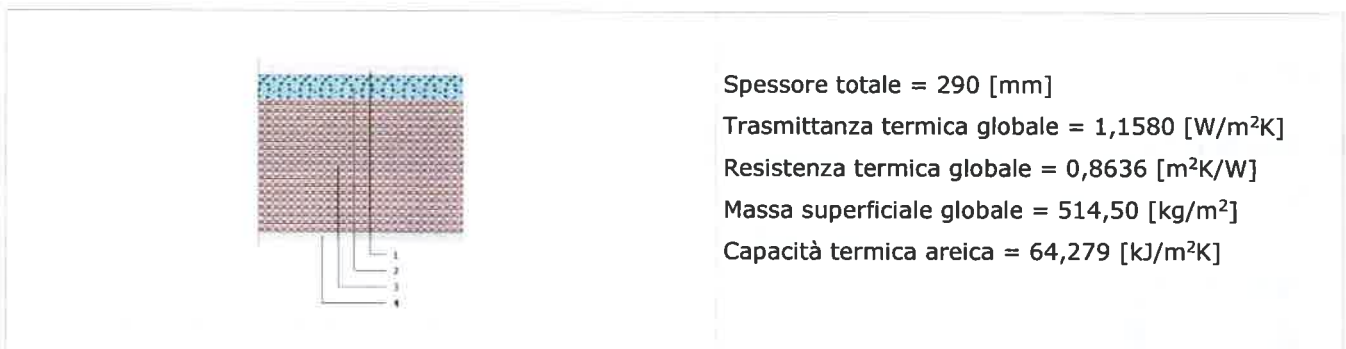 Spessore totale = 290 [mm]
Trasmittanza termica globale = 1,1580 [W/m²K]
Resistenza termica globale = 0,8636 [m²K/W]
Massa superficiale globale = 514,50 [kg/m²]
Capacità termica areica = 64,279 [kJ/m²K]
1
2
3
4